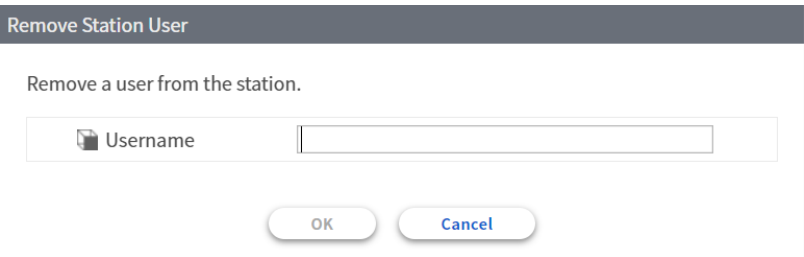 Remove Station User
Remove a user from the station.
Username
OK Cancel